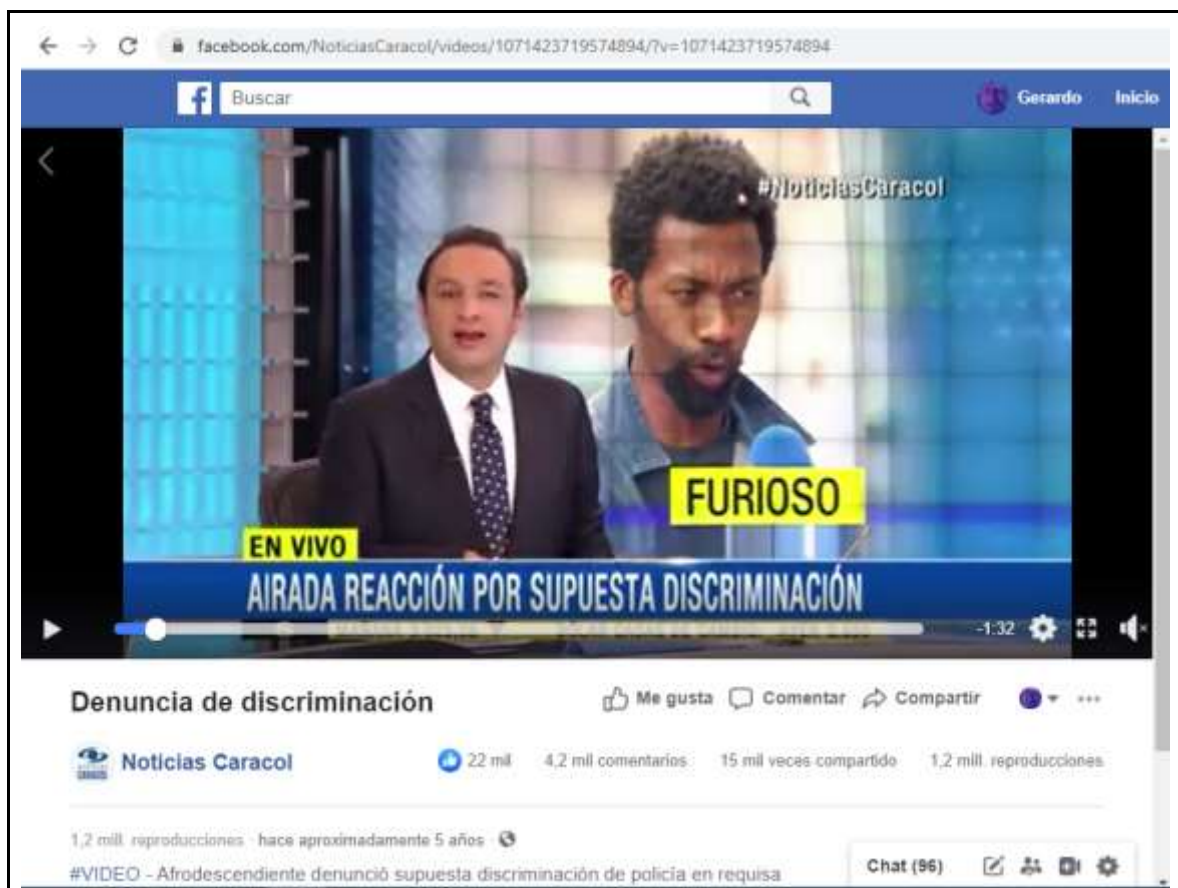 facebook.com/NoticiasCaracol/videos/1071423719574894/?v=1071423719574894
f Buscar Gerardo Inicio
#NoticiasCaracol
FURIOSO
EN VIVO
AIRADA REACCIÓN POR SUPUESTA DISCRIMINACIÓN
-1:32
Denuncia de discriminación Me gusta Comentar Compartir
Noticias Caracol 22 mil 4,2 mil comentarios 15 mil veces compartido 1,2 mill. reproducciones
1,2 mill. reproducciones · hace aproximadamente 5 años ·
#VIDEO - Afrodescendiente denunció supuesta discriminación de policía en requisa
Chat (96)